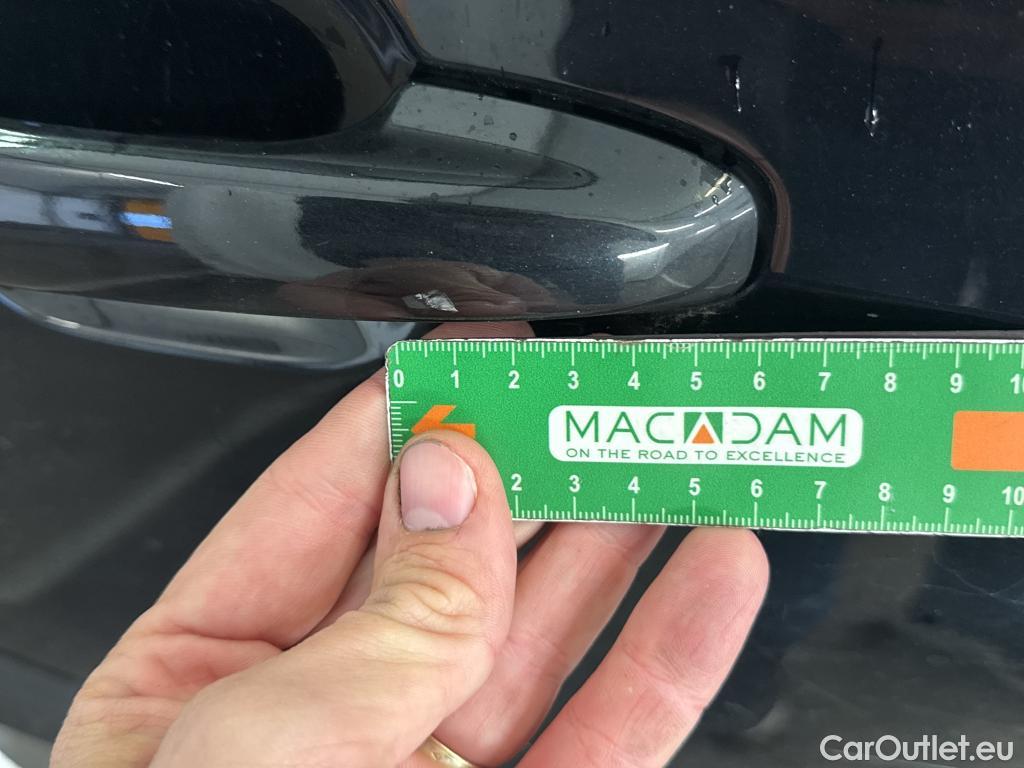 0 1 2 3 4 5 6 7 8 9 10
MACADAM
ON THE ROAD TO EXCELLENCE
2 3 4 5 6 7 8 9 10
CarOutlet.eu